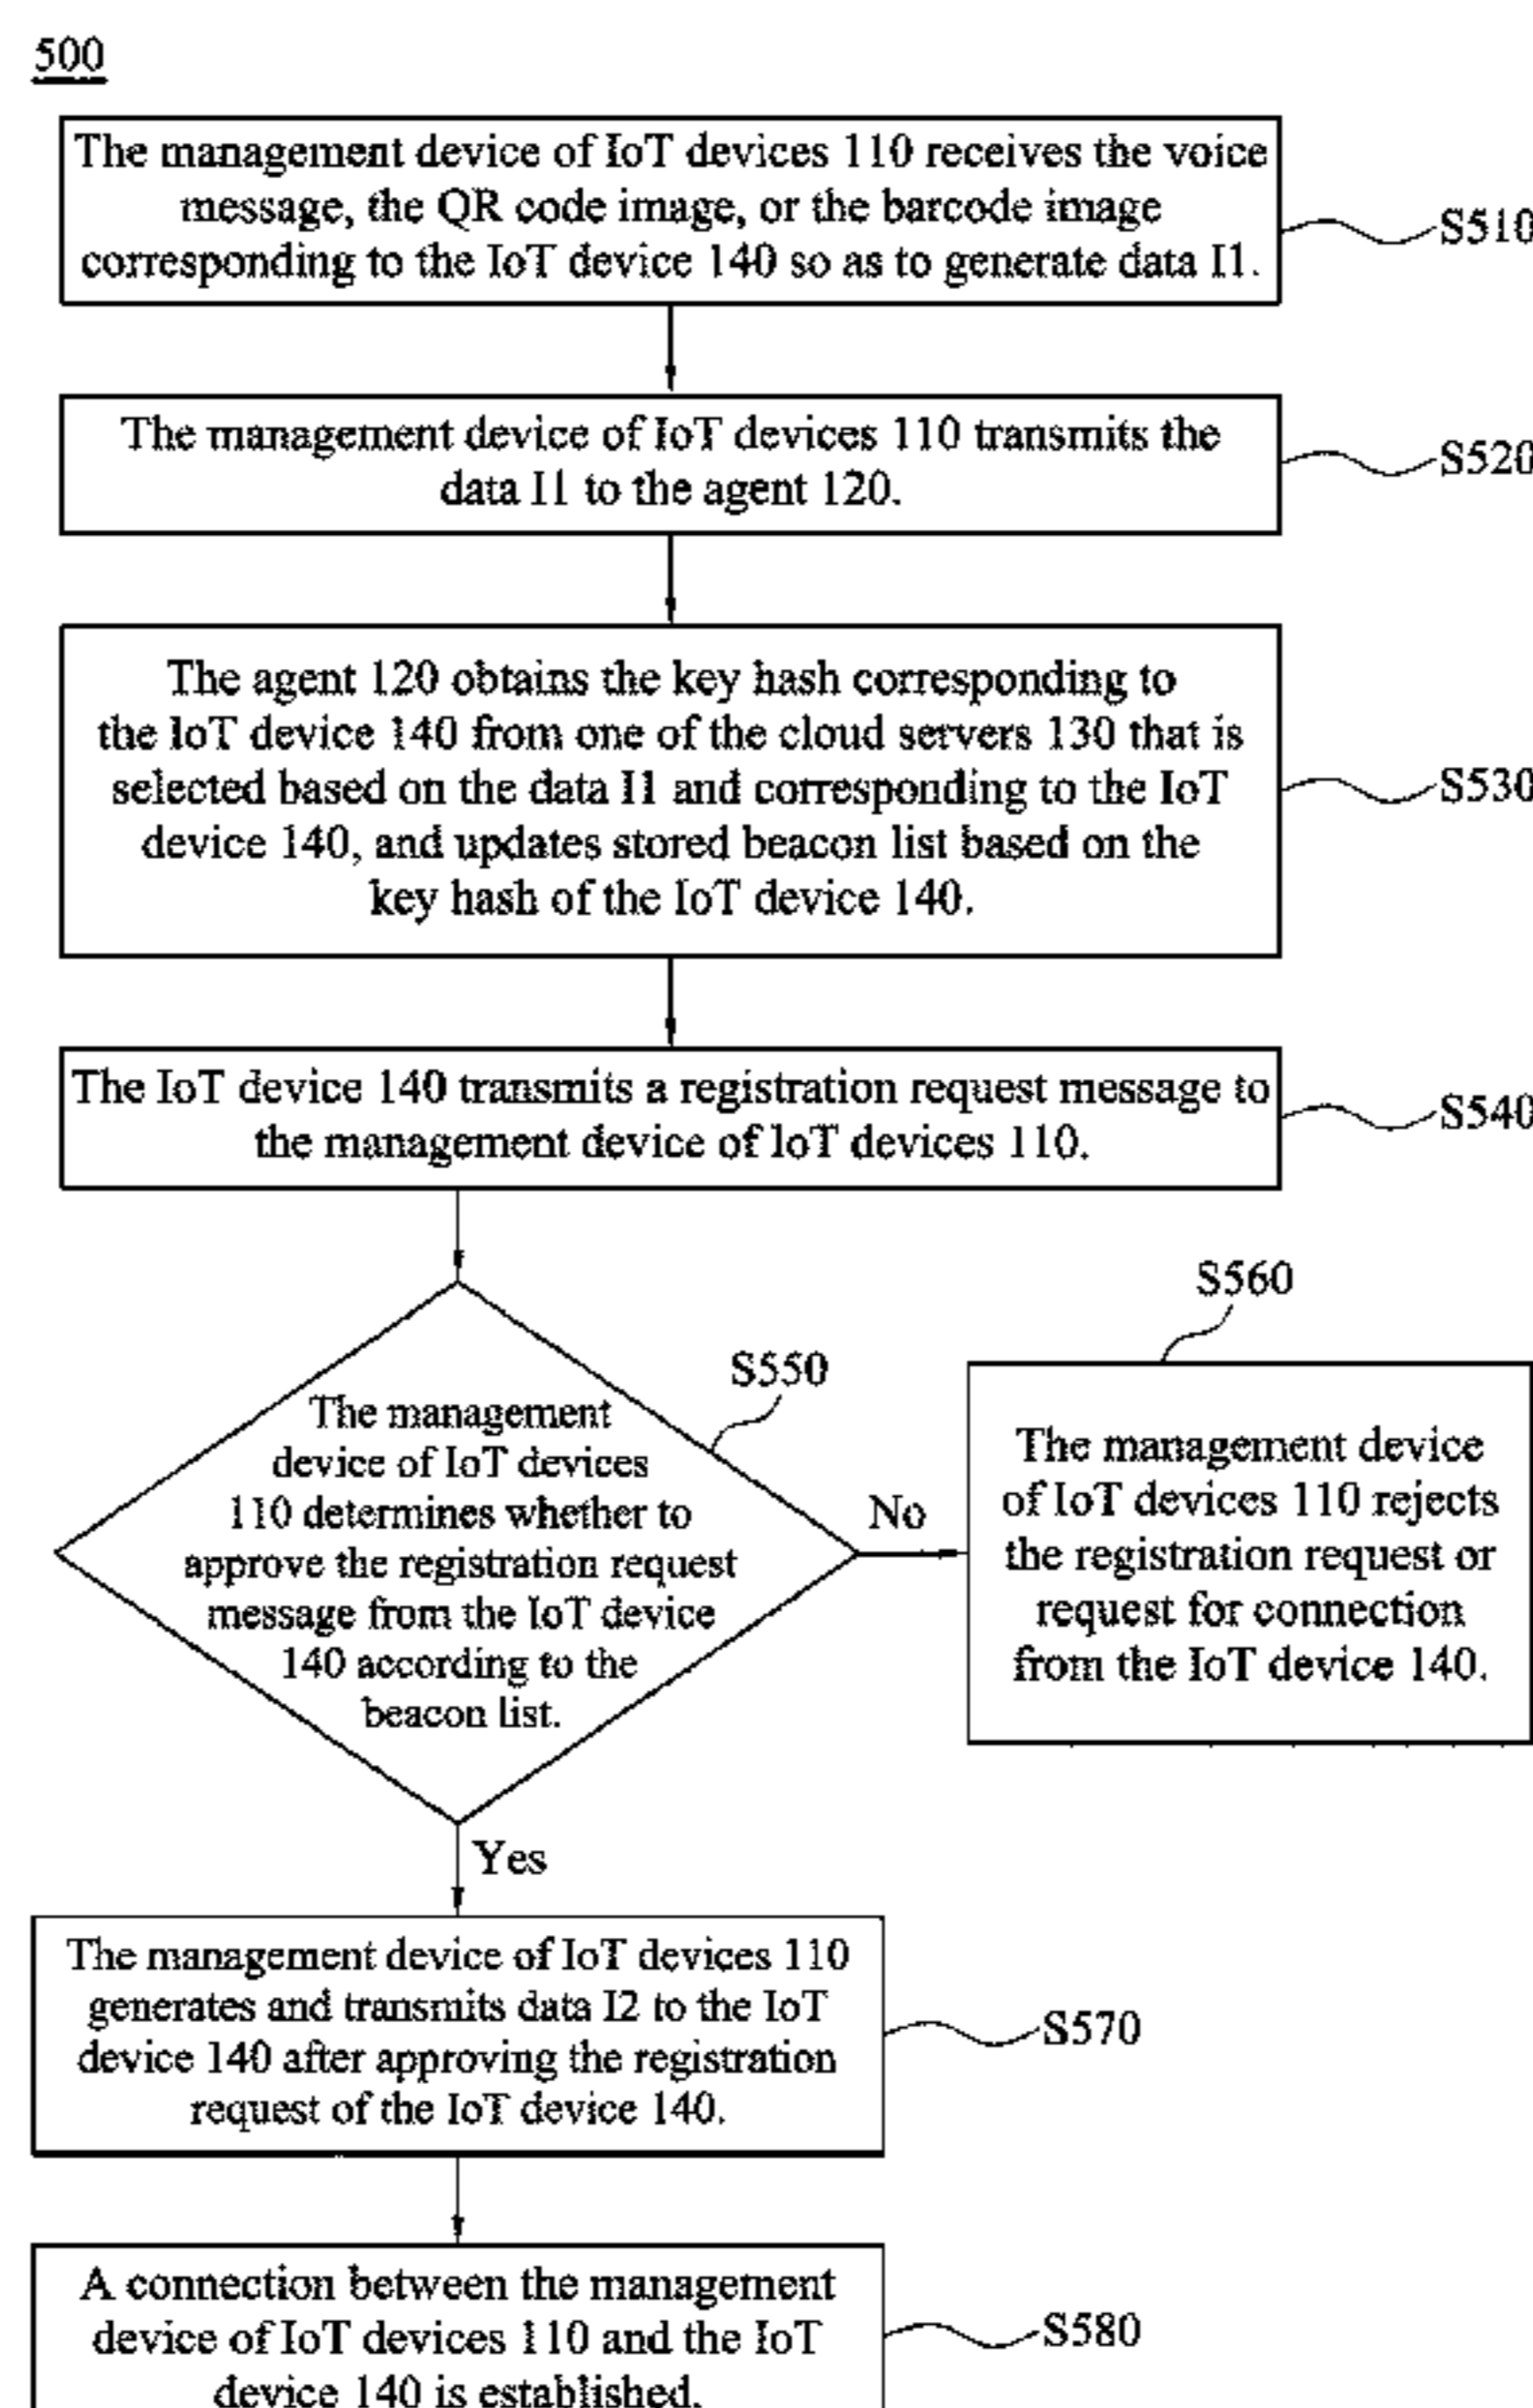 500
The management device of IoT devices 110 receives the voice
message, the QR code image, or the barcode image
corresponding to the IoT device 140 so as to generate data I1.
S510
The management device of IoT devices 110 transmits the
data I1 to the agent 120.
S520
The agent 120 obtains the key hash corresponding to
the IoT device 140 from one of the cloud servers 130 that is
selected based on the data I1 and corresponding to the IoT
device 140, and updates stored beacon list based on the
key hash of the IoT device 140.
S530
The IoT device 140 transmits a registration request message to
the management device of IoT devices 110.
S540
The management
device of IoT devices
110 determines whether to
approve the registration request
message from the IoT device
140 according to the
beacon list.
S550
No
S560
The management device
of IoT devices 110 rejects
the registration request or
request for connection
from the IoT device 140.
Yes
The management device of IoT devices 110
generates and transmits data I2 to the IoT
device 140 after approving the registration
request of the IoT device 140.
S570
A connection between the management
device of IoT devices 110 and the IoT
device 140 is established.
S580